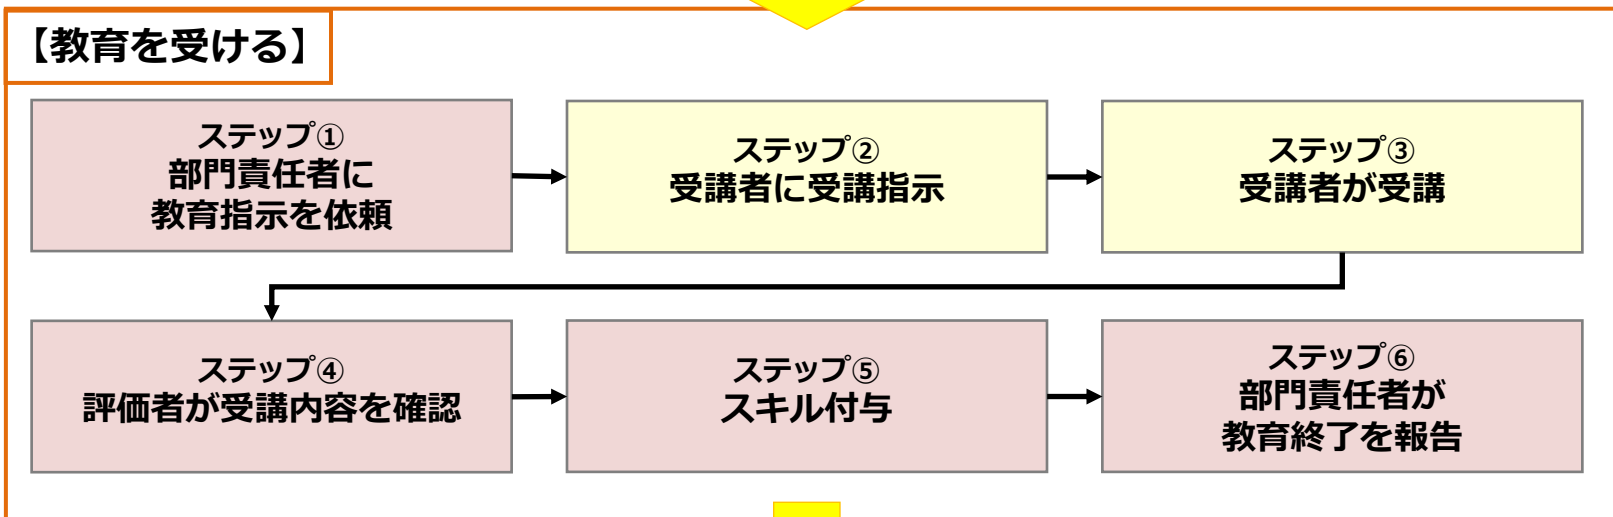 【教育を受ける】
ステップ①
部門責任者に
教育指示を依頼
ステップ②
受講者に受講指示
ステップ③
受講者が受講
ステップ④
評価者が受講内容を確認
ステップ⑤
スキル付与
ステップ⑥
部門責任者が
教育終了を報告